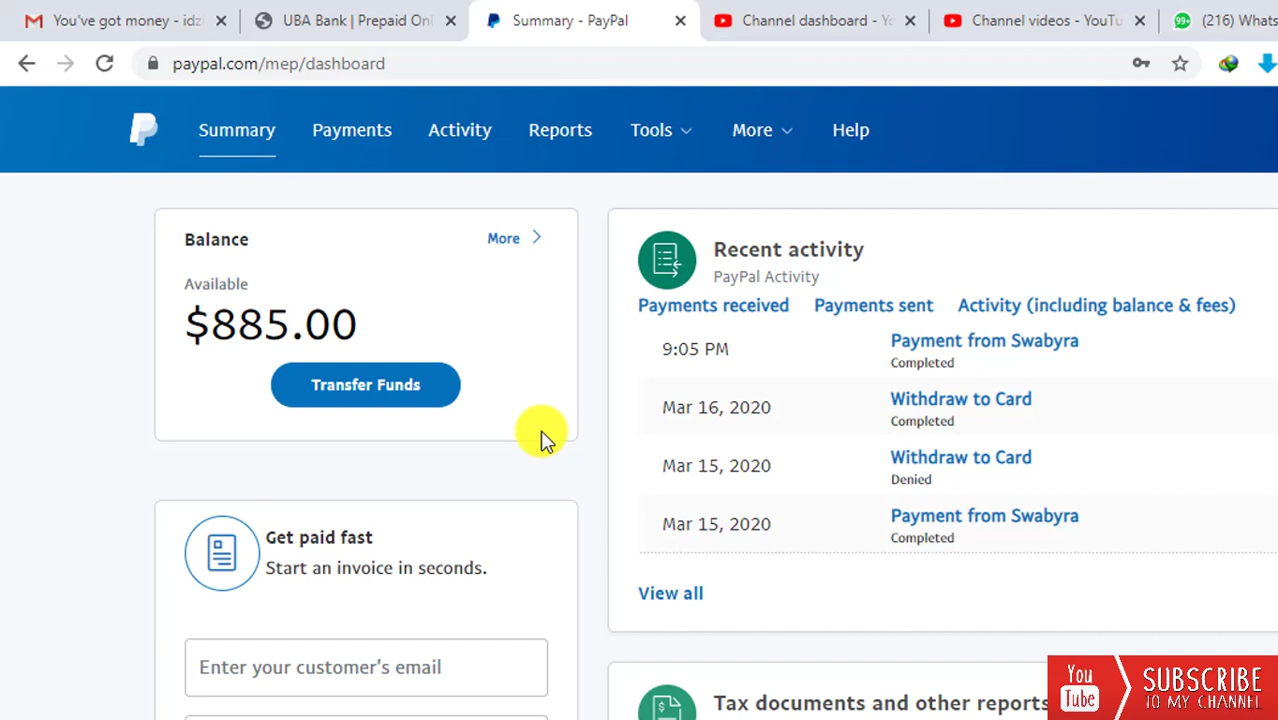 You've got money - idz
UBA Bank | Prepaid Onl
Summary - PayPal
Channel dashboard - Yo
Channel videos - YouTu
99+
(216) Whats
paypal.com/mep/dashboard
Summary
Payments
Activity
Reports
Tools
More
Help
Balance
More
Available
$885.00
Transfer Funds
Recent activity
PayPal Activity
Payments received
Payments sent
Activity (including balance & fees)
9:05 PM
Payment from Swabyra
Completed
Mar 16, 2020
Withdraw to Card
Completed
Mar 15, 2020
Withdraw to Card
Denied
Mar 15, 2020
Payment from Swabyra
Completed
View all
Get paid fast
Start an invoice in seconds.
Enter your customer's email
Tax documents and other reports
You
Tube
SUBSCRIBE
TO MY CHANNEL